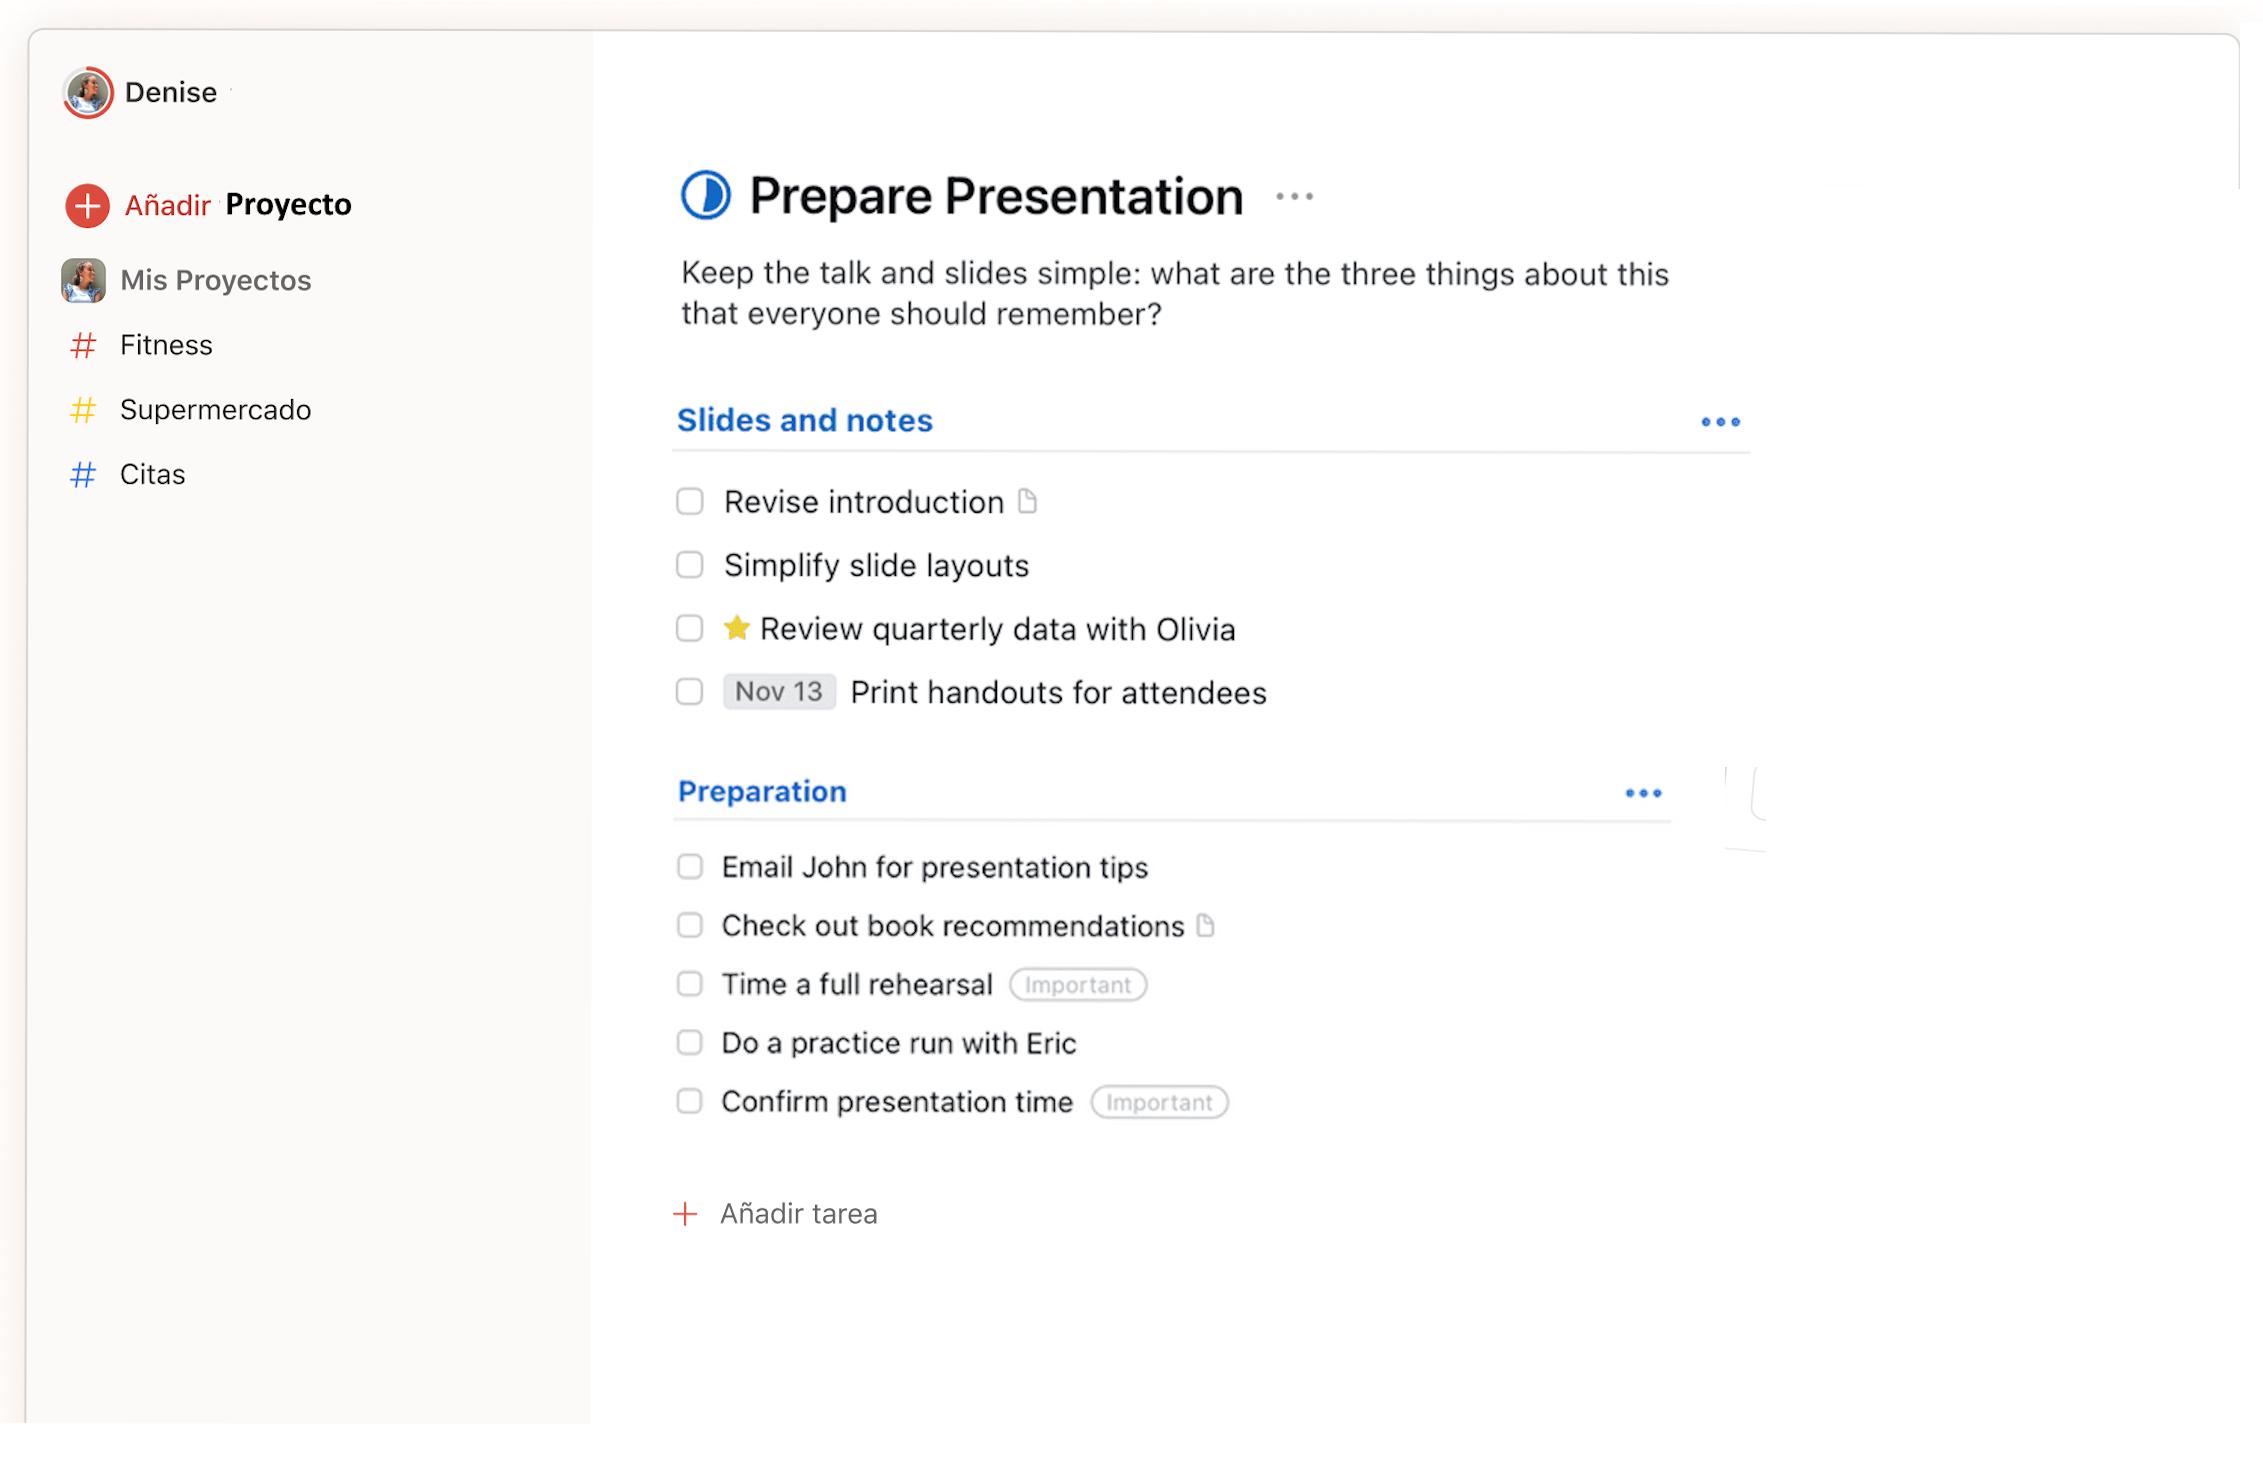 Denise
Añadir Proyecto
Mis Proyectos
# Fitness
# Supermercado
# Citas
Prepare Presentation
Keep the talk and slides simple: what are the three things about this
that everyone should remember?
Slides and notes
Revise introduction
Simplify slide layouts
Review quarterly data with Olivia
Nov 13 Print handouts for attendees
Preparation
Email John for presentation tips
Check out book recommendations
Time a full rehearsal Important
Do a practice run with Eric
Confirm presentation time Important
+ Añadir tarea